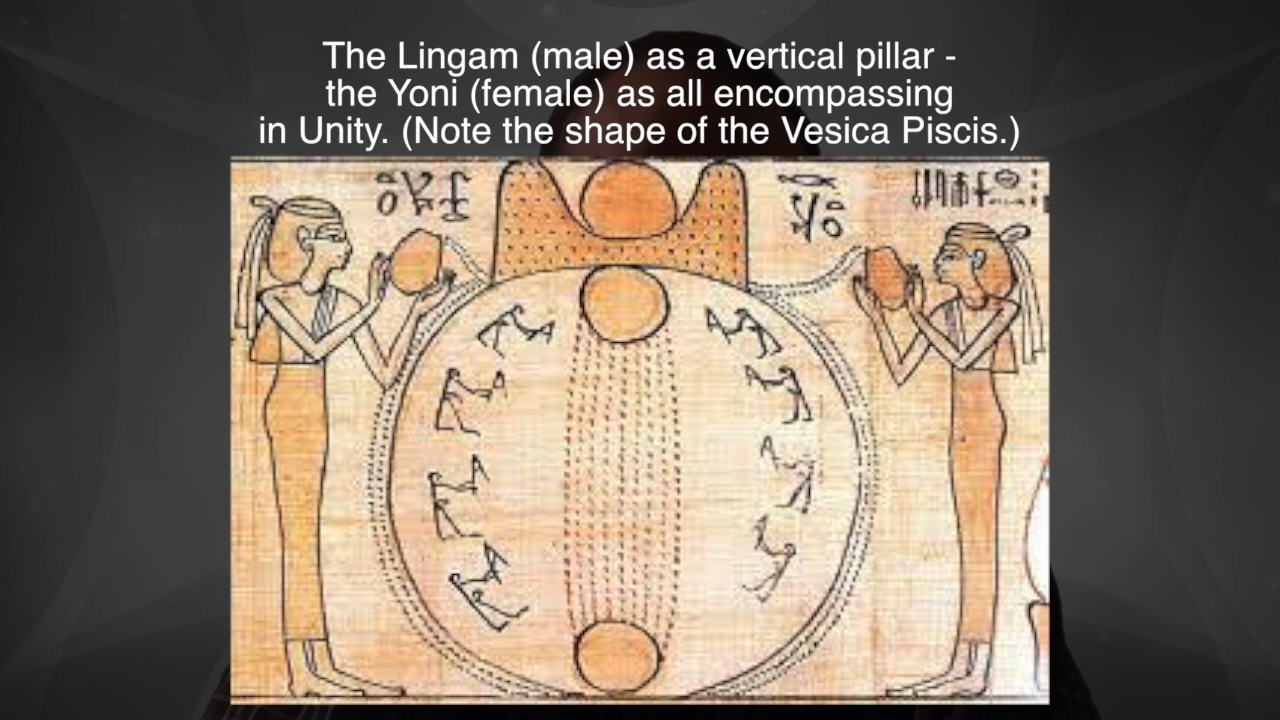 The Lingam (male) as a vertical pillar -
the Yoni (female) as all encompassing
in Unity. (Note the shape of the Vesica Piscis.)